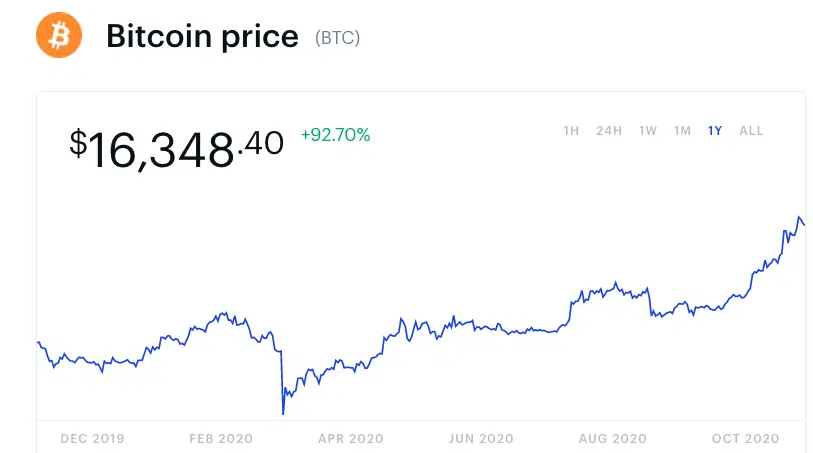 Bitcoin price (BTC)
$16,348.40 +92.70%
1H 24H 1W 1M 1Y ALL
DEC 2019 FEB 2020 APR 2020 JUN 2020 AUG 2020 OCT 2020